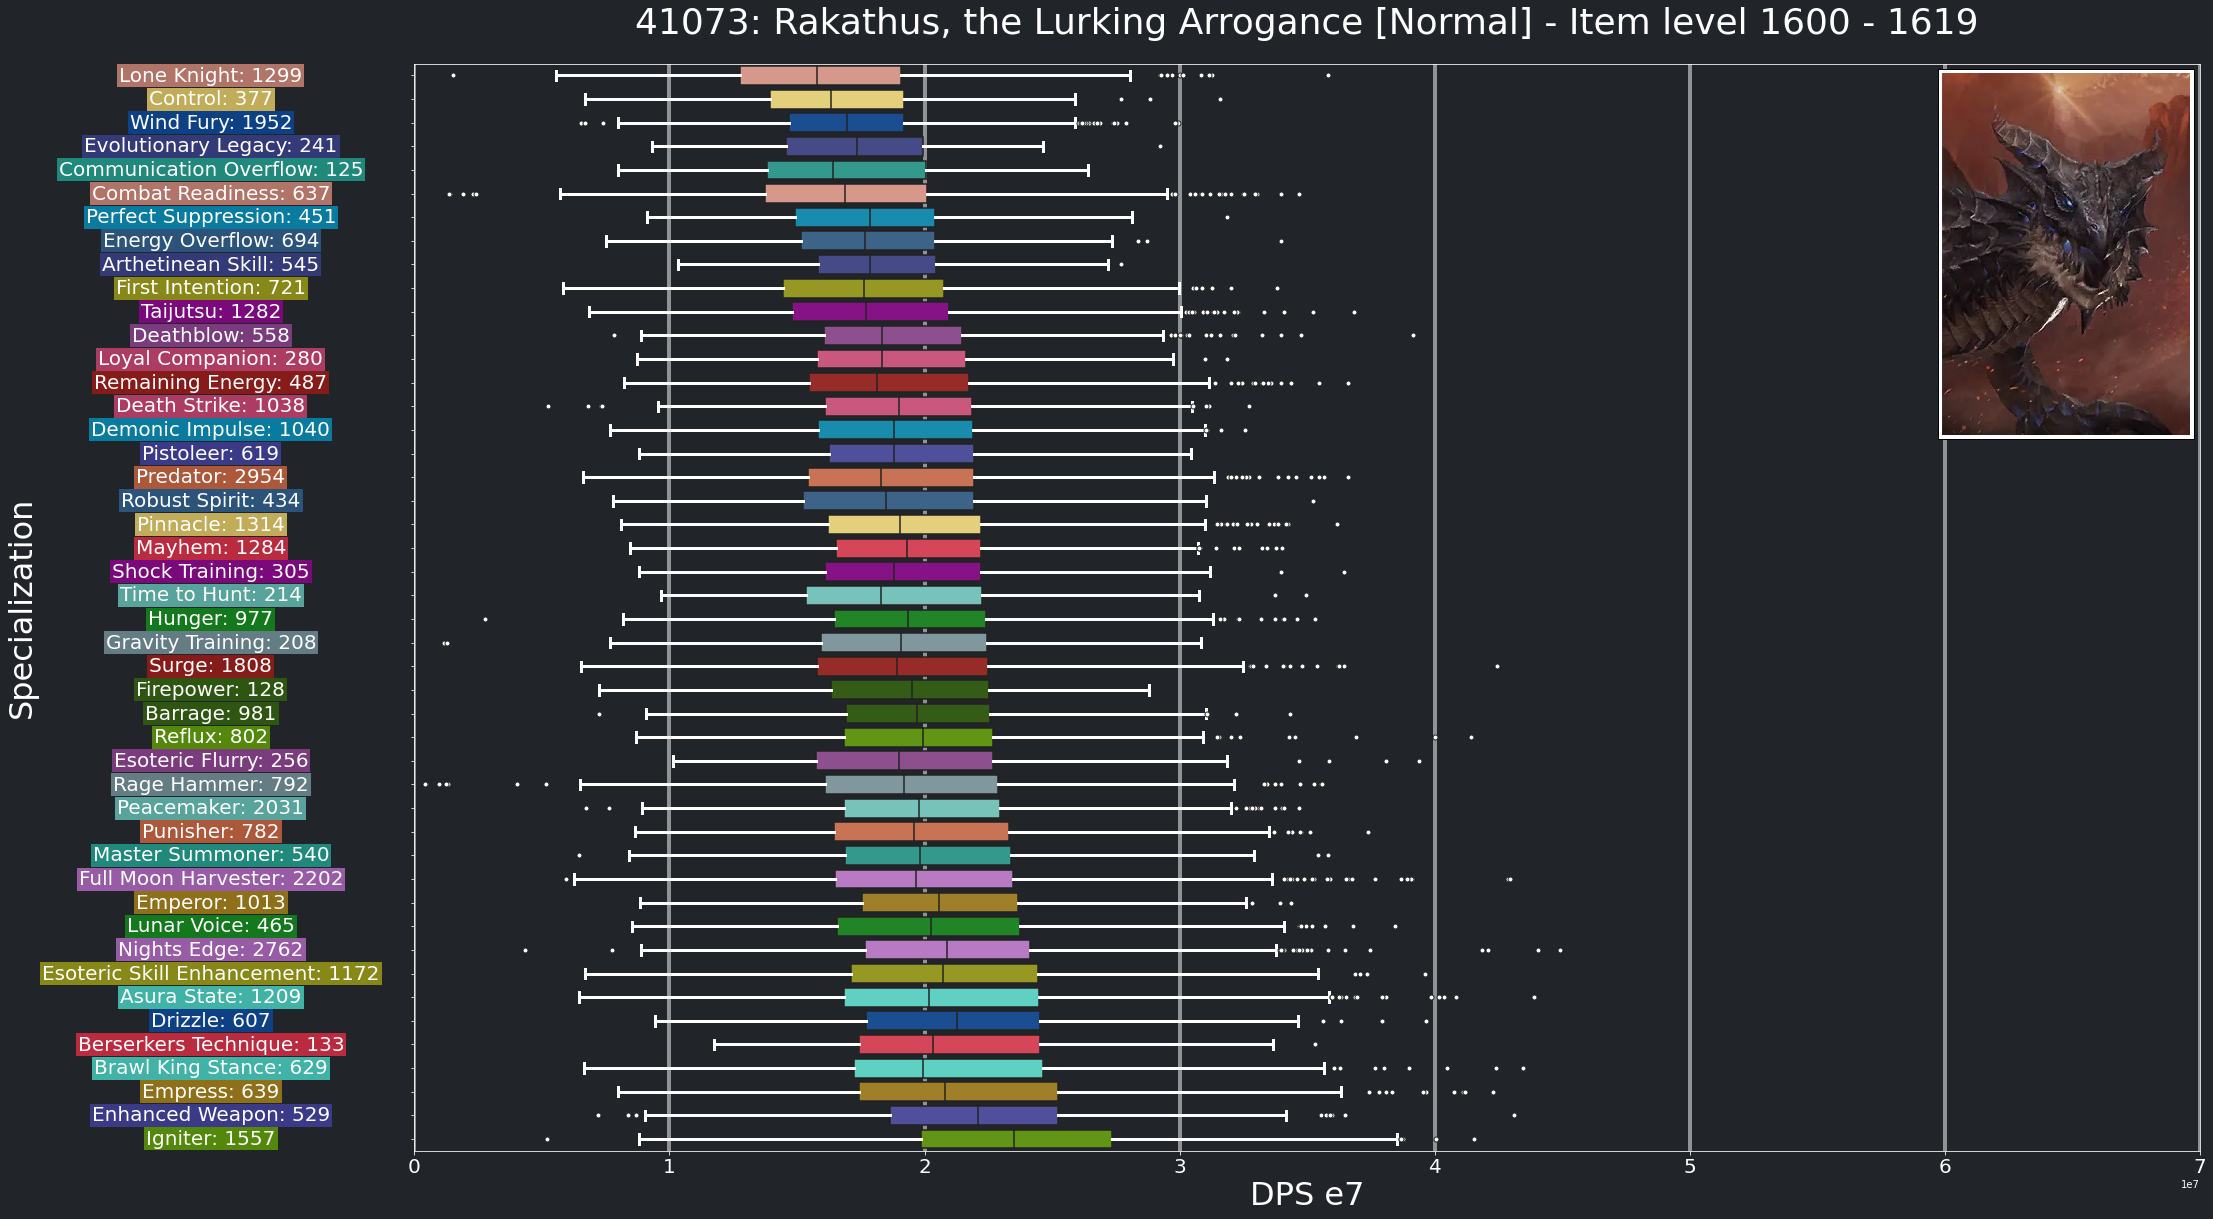 41073: Rakathus, the Lurking Arrogance [Normal] - Item level 1600 - 1619
Specialization
Lone Knight: 1299
Control: 377
Wind Fury: 1952
Evolutionary Legacy: 241
Communication Overflow: 125
Combat Readiness: 637
Perfect Suppression: 451
Energy Overflow: 694
Arthetinean Skill: 545
First Intention: 721
Taijutsu: 1282
Deathblow: 558
Loyal Companion: 280
Remaining Energy: 487
Death Strike: 1038
Demonic Impulse: 1040
Pistoleer: 619
Predator: 2954
Robust Spirit: 434
Pinnacle: 1314
Mayhem: 1284
Shock Training: 305
Time to Hunt: 214
Hunger: 977
Gravity Training: 208
Surge: 1808
Firepower: 128
Barrage: 981
Reflux: 802
Esoteric Flurry: 256
Rage Hammer: 792
Peacemaker: 2031
Punisher: 782
Master Summoner: 540
Full Moon Harvester: 2202
Emperor: 1013
Lunar Voice: 465
Nights Edge: 2762
Esoteric Skill Enhancement: 1172
Asura State: 1209
Drizzle: 607
Berserkers Technique: 133
Brawl King Stance: 629
Empress: 639
Enhanced Weapon: 529
Igniter: 1557
0 1 2 3 4 5 6 7
1e7
DPS e7